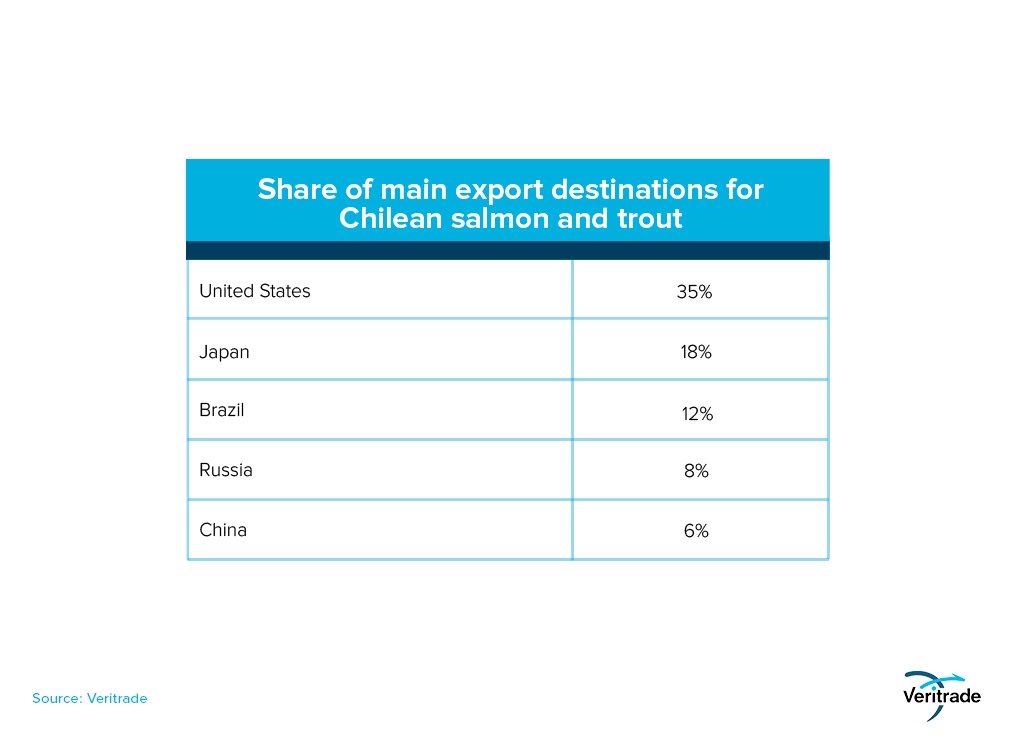 Share of main export destinations for
Chilean salmon and trout
United States 35%
Japan 18%
Brazil 12%
Russia 8%
China 6%
Source: Veritrade
Veritrade